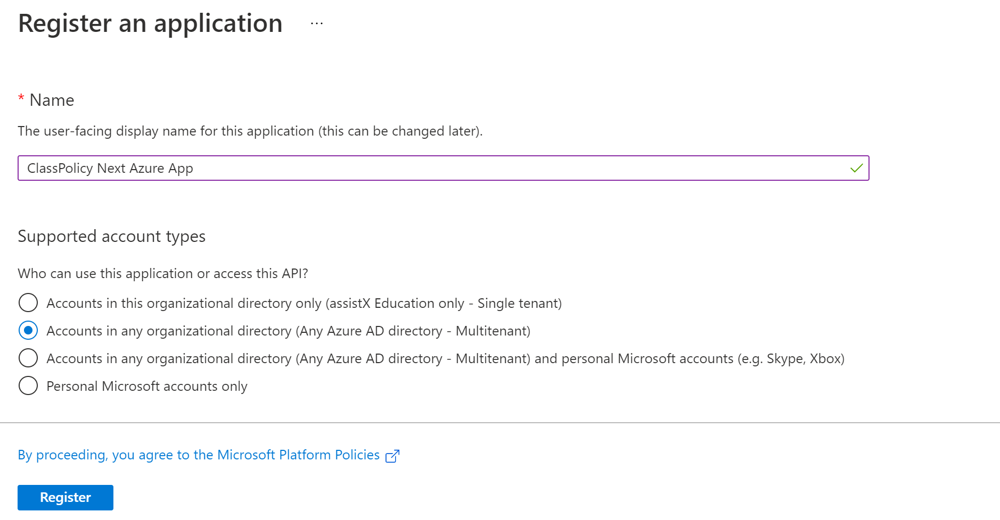 Register an application ...
* Name
The user-facing display name for this application (this can be changed later).
ClassPolicy Next Azure App
Supported account types
Who can use this application or access this API?
Accounts in this organizational directory only (assistX Education only - Single tenant)
Accounts in any organizational directory (Any Azure AD directory - Multitenant)
Accounts in any organizational directory (Any Azure AD directory - Multitenant) and personal Microsoft accounts (e.g. Skype, Xbox)
Personal Microsoft accounts only
By proceeding, you agree to the Microsoft Platform Policies
Register